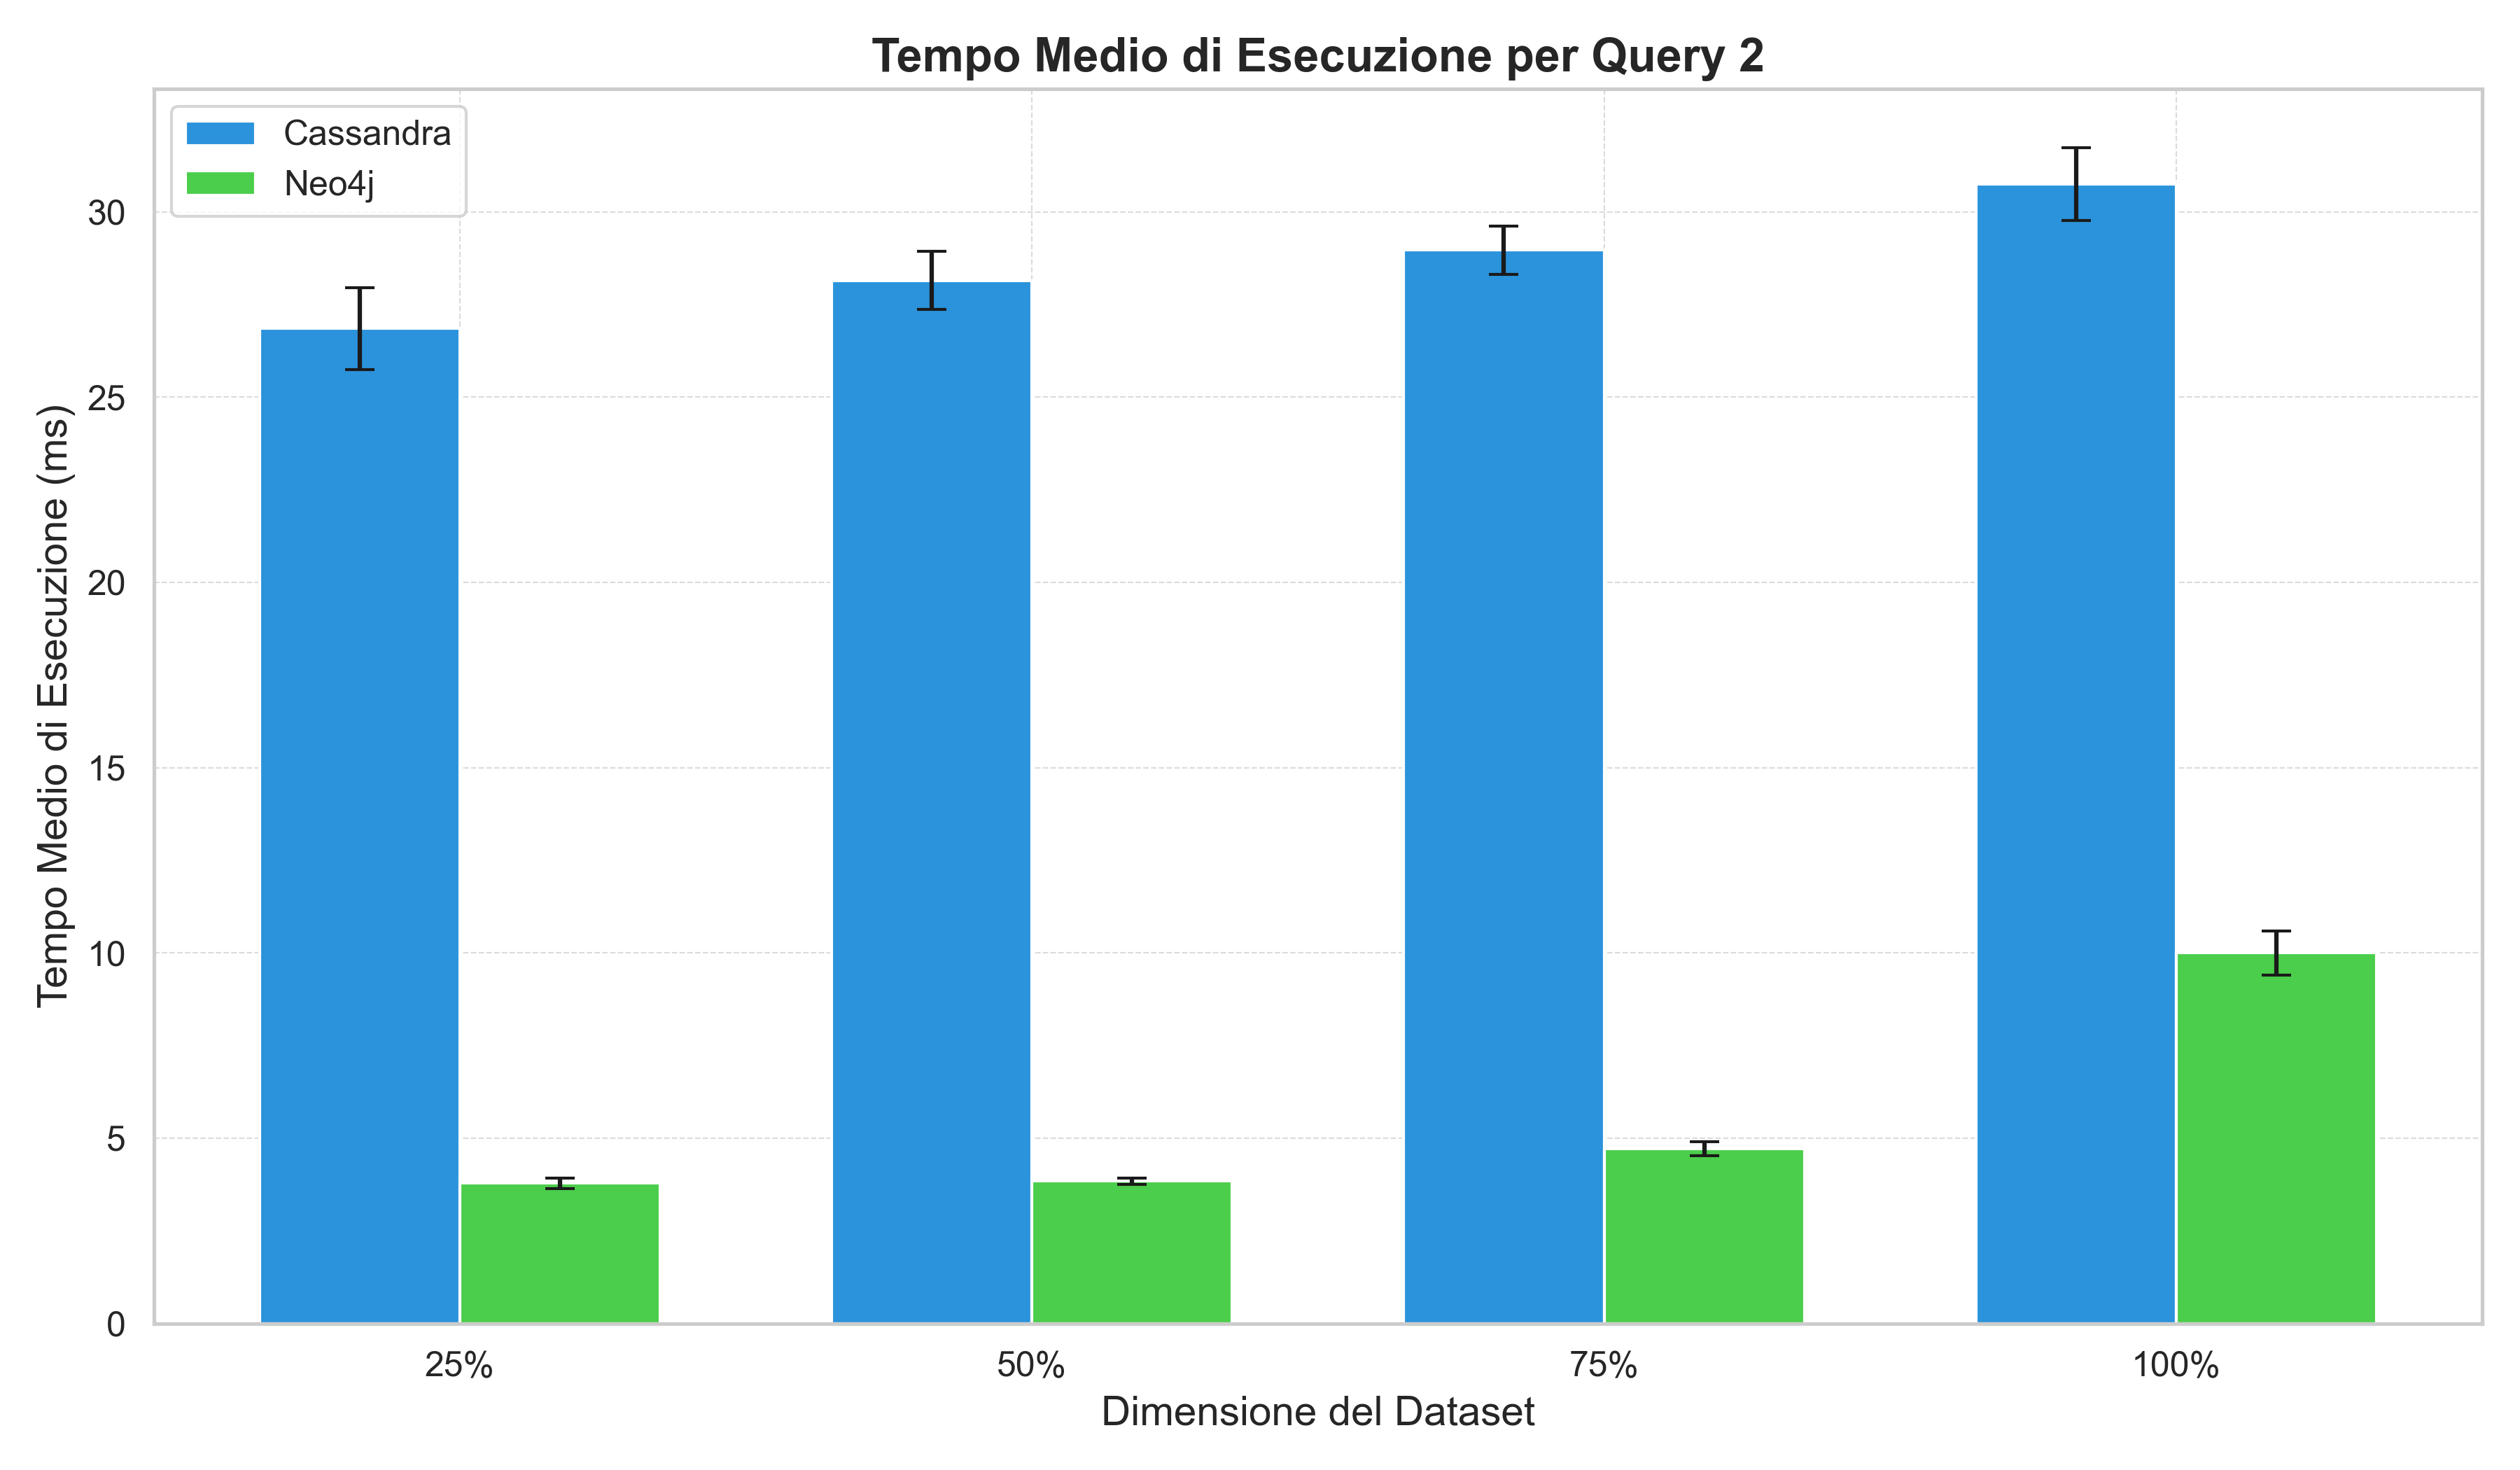 Tempo Medio di Esecuzione per Query 2
Cassandra
Neo4j
Tempo Medio di Esecuzione (ms)
30
25
20
15
10
5
0
25%
50%
75%
100%
Dimensione del Dataset